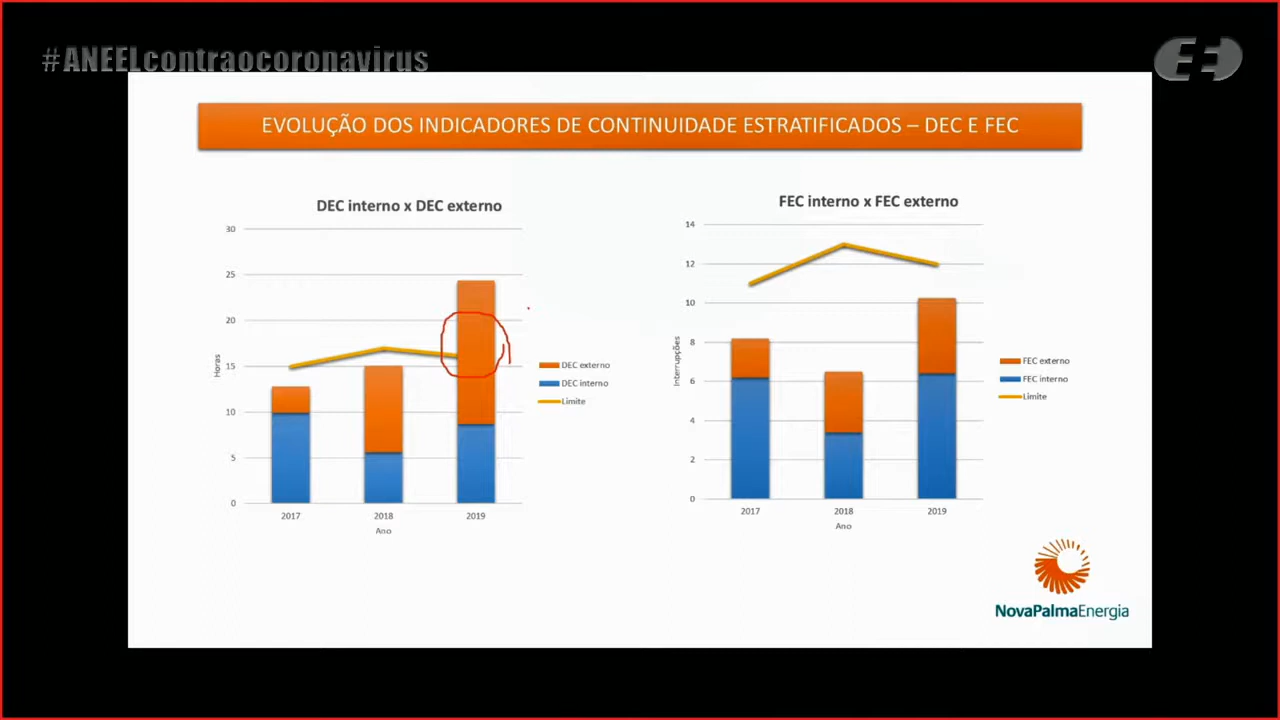 #ANEELcontraocoronavirus
EVOLUÇÃO DOS INDICADORES DE CONTINUIDADE ESTRATIFICADOS – DEC E FEC
DEC interno x DEC externo
30
25
20
15
10
5
0
Horas
2017
2018
2019
Ano
DEC externo
DEC interno
Limite
FEC interno x FEC externo
14
12
10
8
6
4
2
0
Interrupções
2017
2018
2019
Ano
FEC externo
FEC interno
Limite
NovaPalmaEnergia